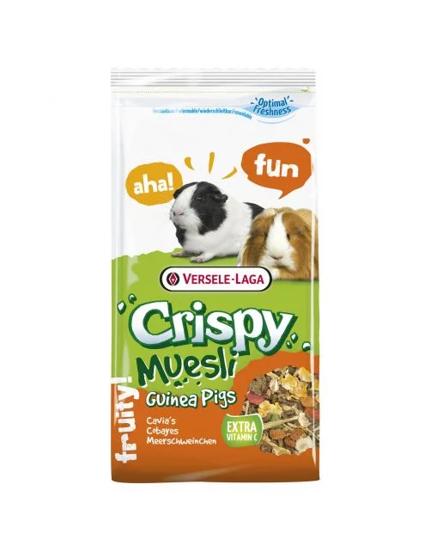 Optimal
Freshness
aha!
fun
VERSELE-LAGA
Crispy
Muesli
Guinea Pigs
Cavia's
Cobayes
Meerschweinchen
fruity!
EXTRA
VITAMIN C